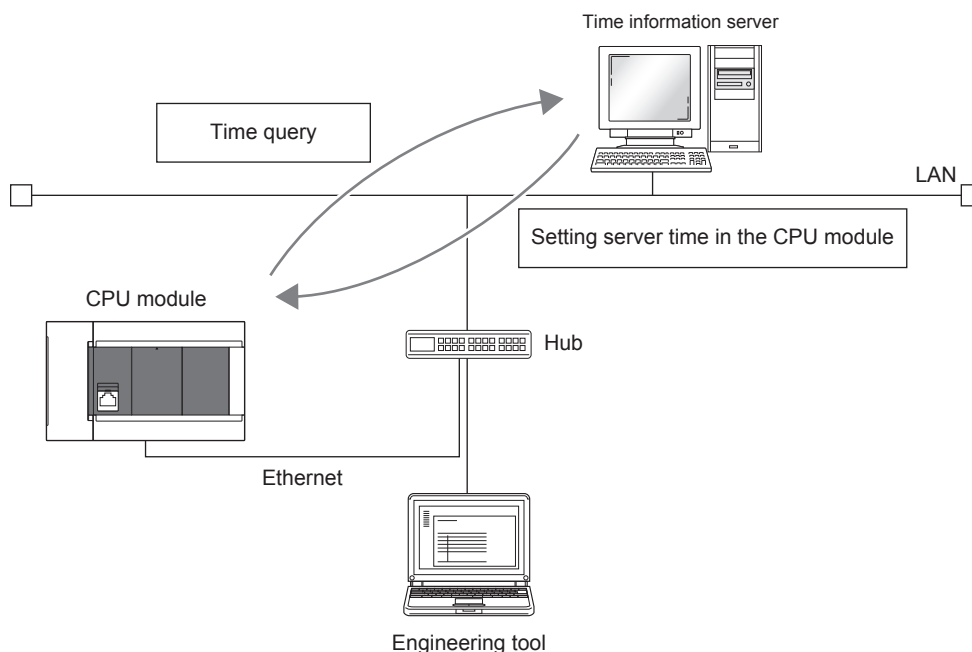 Time information server
Time query
LAN
Setting server time in the CPU module
CPU module
Hub
Ethernet
Engineering tool